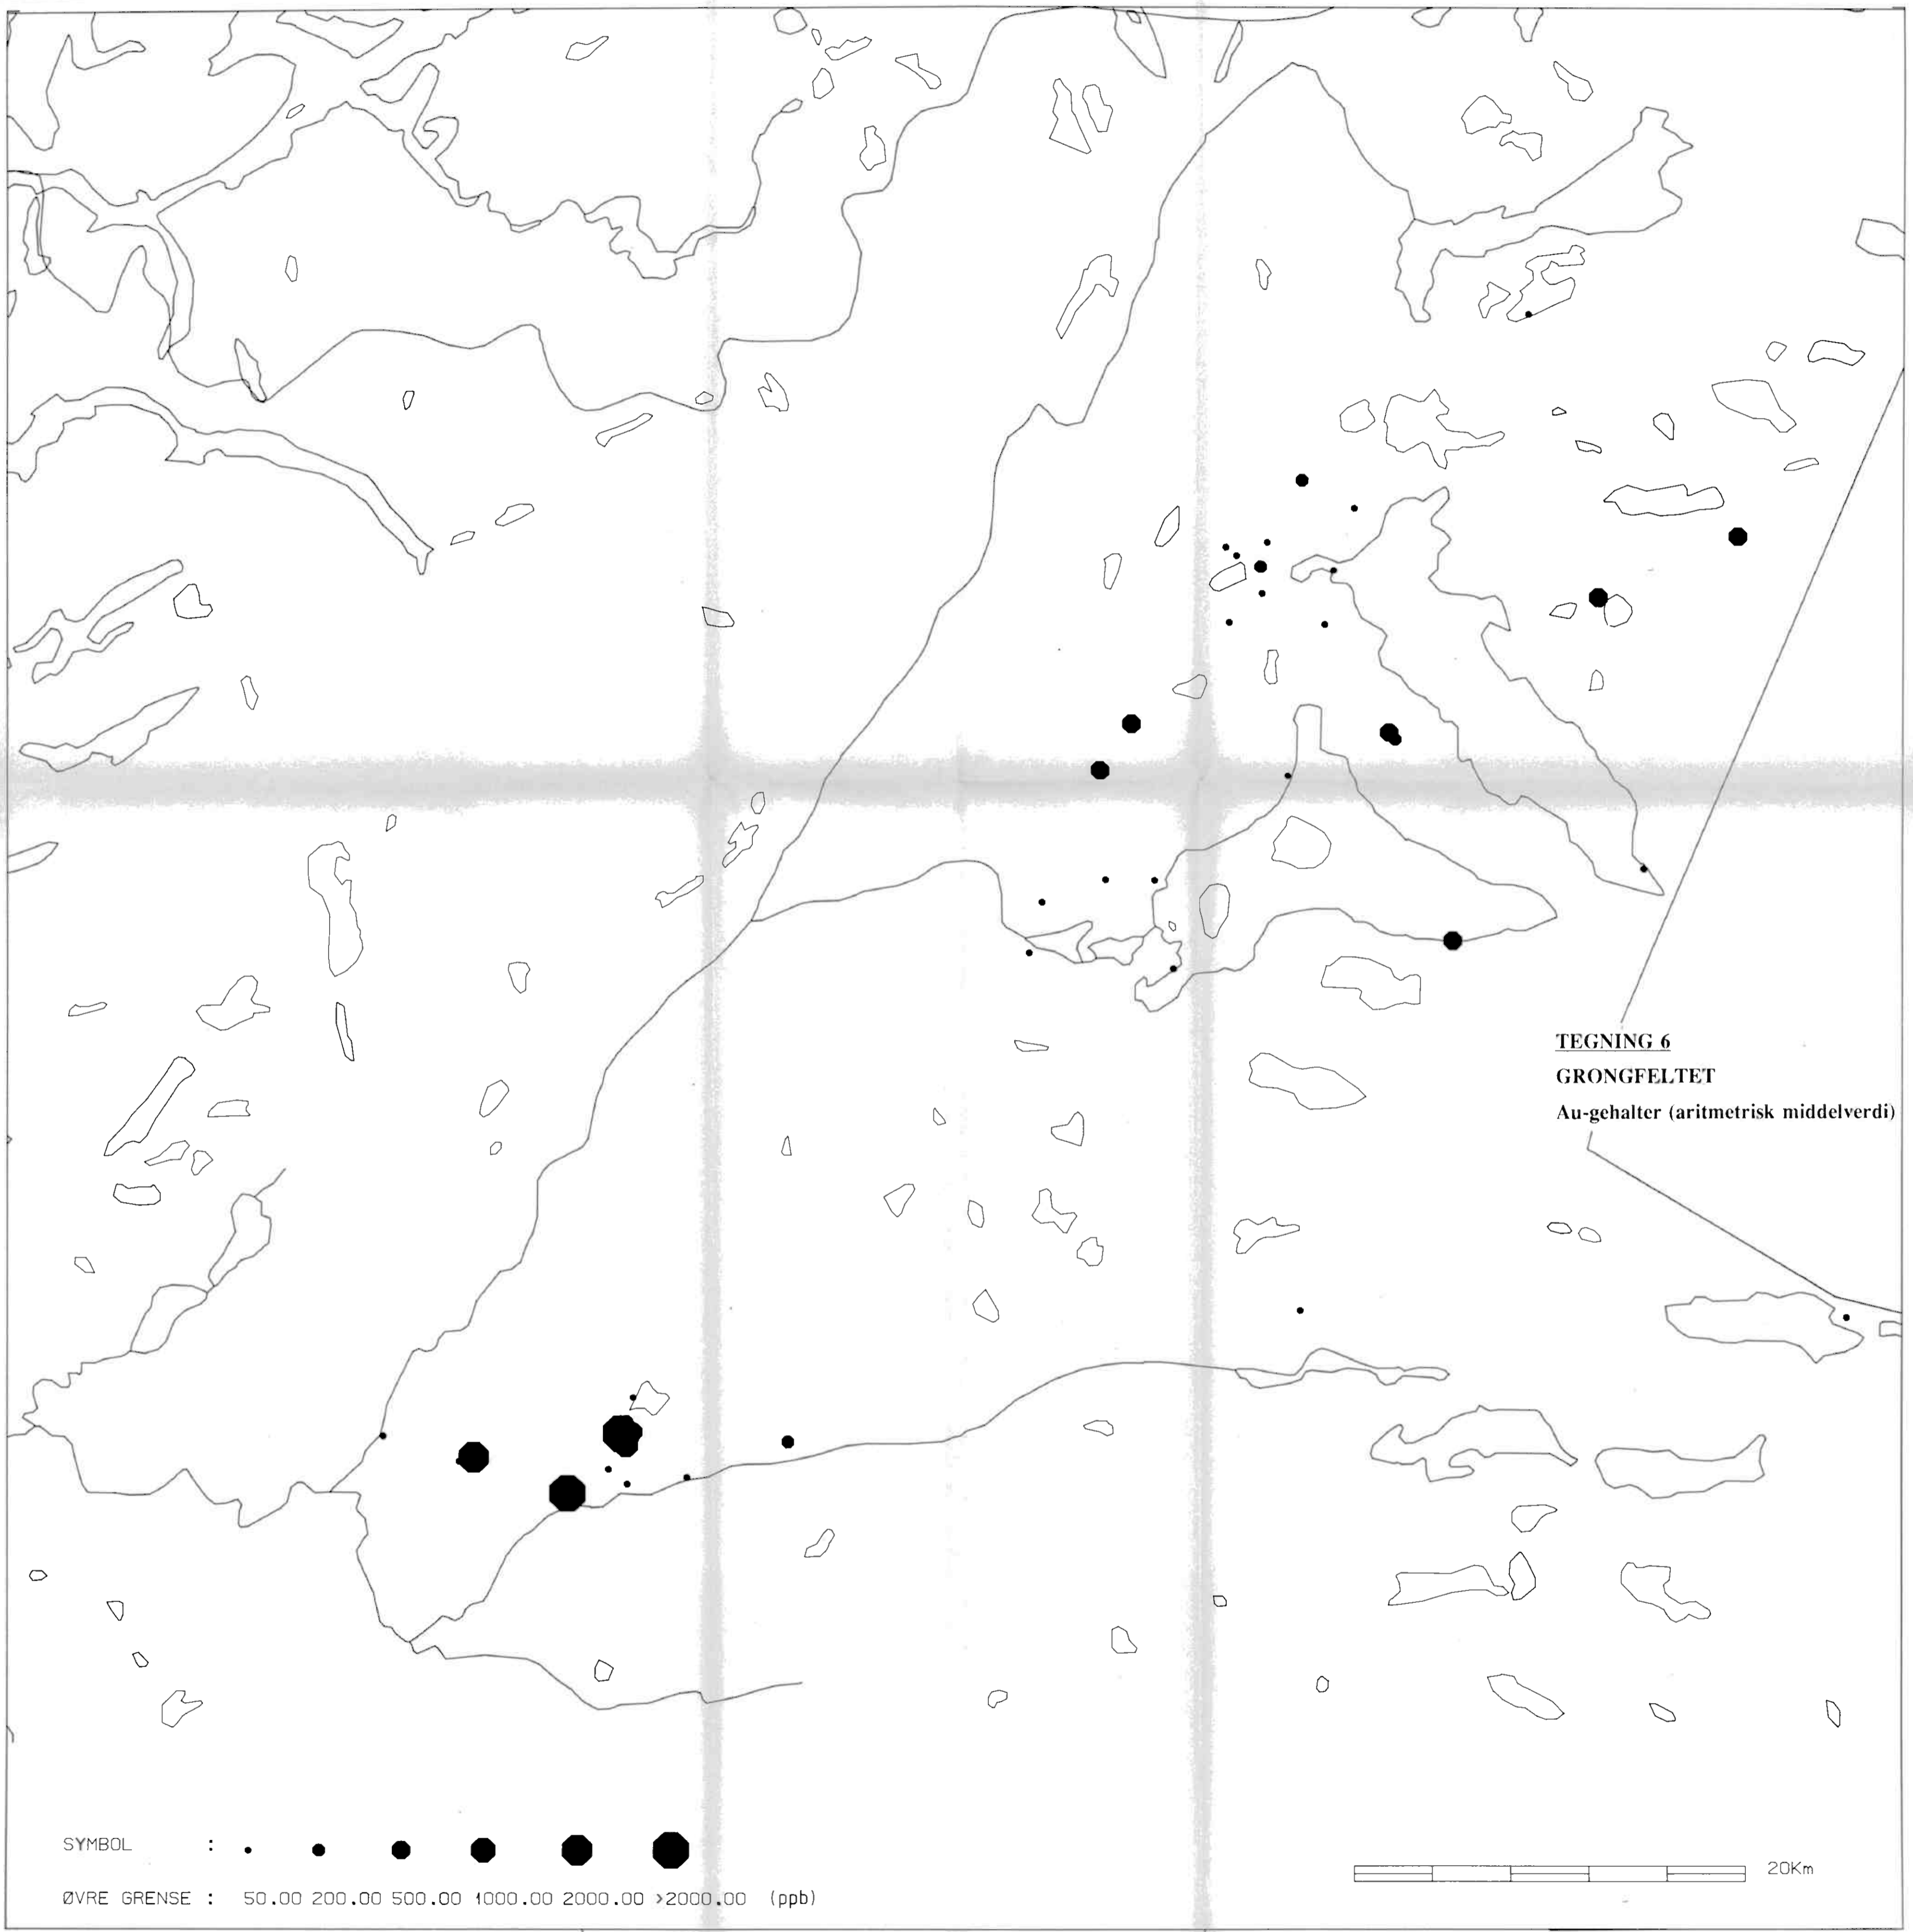 TEGNING 6
GRONGFELTET
Au-gehalter (aritmetrisk middelverdi)
SYMBOL :
ØVRE GRENSE : 50.00 200.00 500.00 1000.00 2000.00 >2000.00 (ppb)
20Km